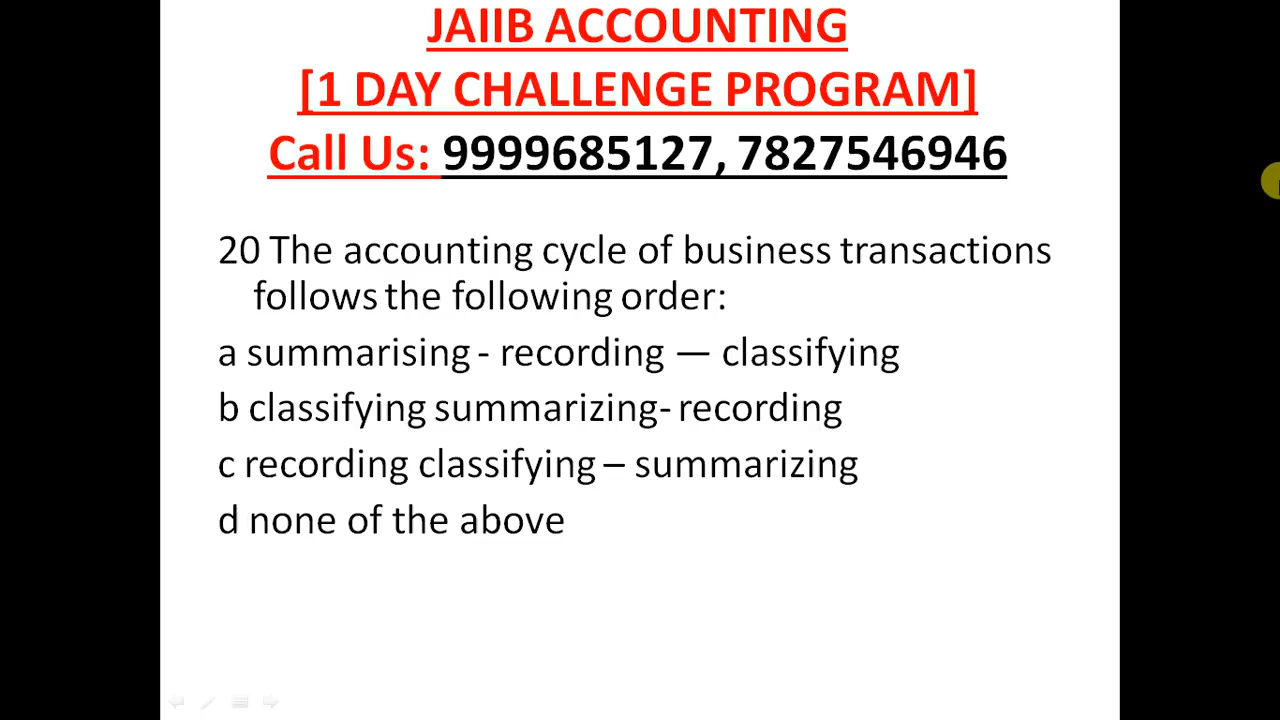 JAIIB ACCOUNTING
[1 DAY CHALLENGE PROGRAM]
Call Us: 9999685127, 7827546946
20 The accounting cycle of business transactions
follows the following order:
a summarising - recording — classifying
b classifying summarizing- recording
c recording classifying – summarizing
d none of the above